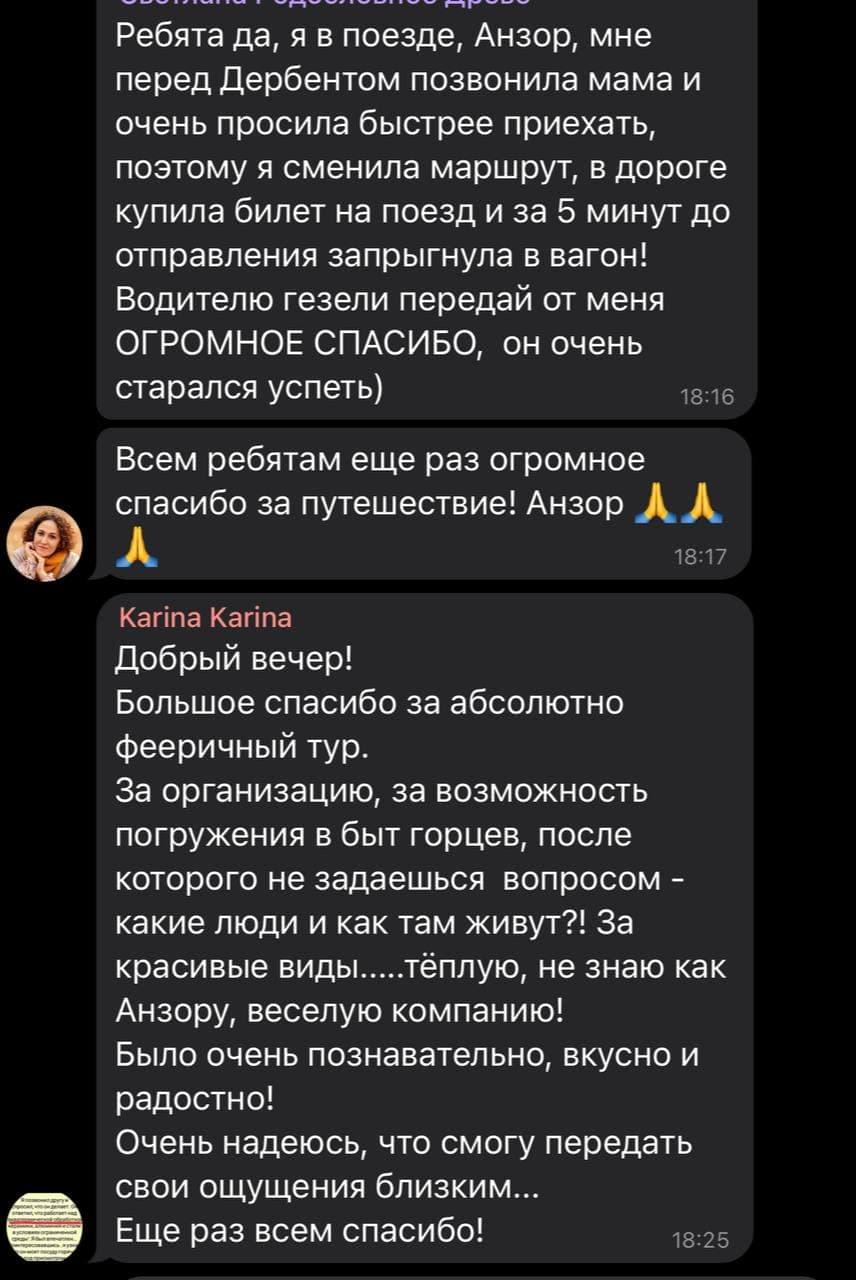 Светлана Родословное Древо
Ребята да, я в поезде, Анзор, мне
перед Дербентом позвонила мама и
очень просила быстрее приехать,
поэтому я сменила маршрут, в дороге
купила билет на поезд и за 5 минут до
отправления запрыгнула в вагон!
Водителю гезели передай от меня
ОГРОМНОЕ СПАСИБО,  он очень
старался успеть)
18:16
Всем ребятам еще раз огромное
спасибо за путешествие! Анзор 🙏🙏
🙏
18:17
Karina Karina
Добрый вечер!
Большое спасибо за абсолютно
фееричный тур.
За организацию, за возможность
погружения в быт горцев, после
которого не задаешься  вопросом -
какие люди и как там живут?! За
красивые виды.....тёплую, не знаю как
Анзору, веселую компанию!
Было очень познавательно, вкусно и
радостно!
Очень надеюсь, что смогу передать
свои ощущения близким...
Еще раз всем спасибо!
18:25